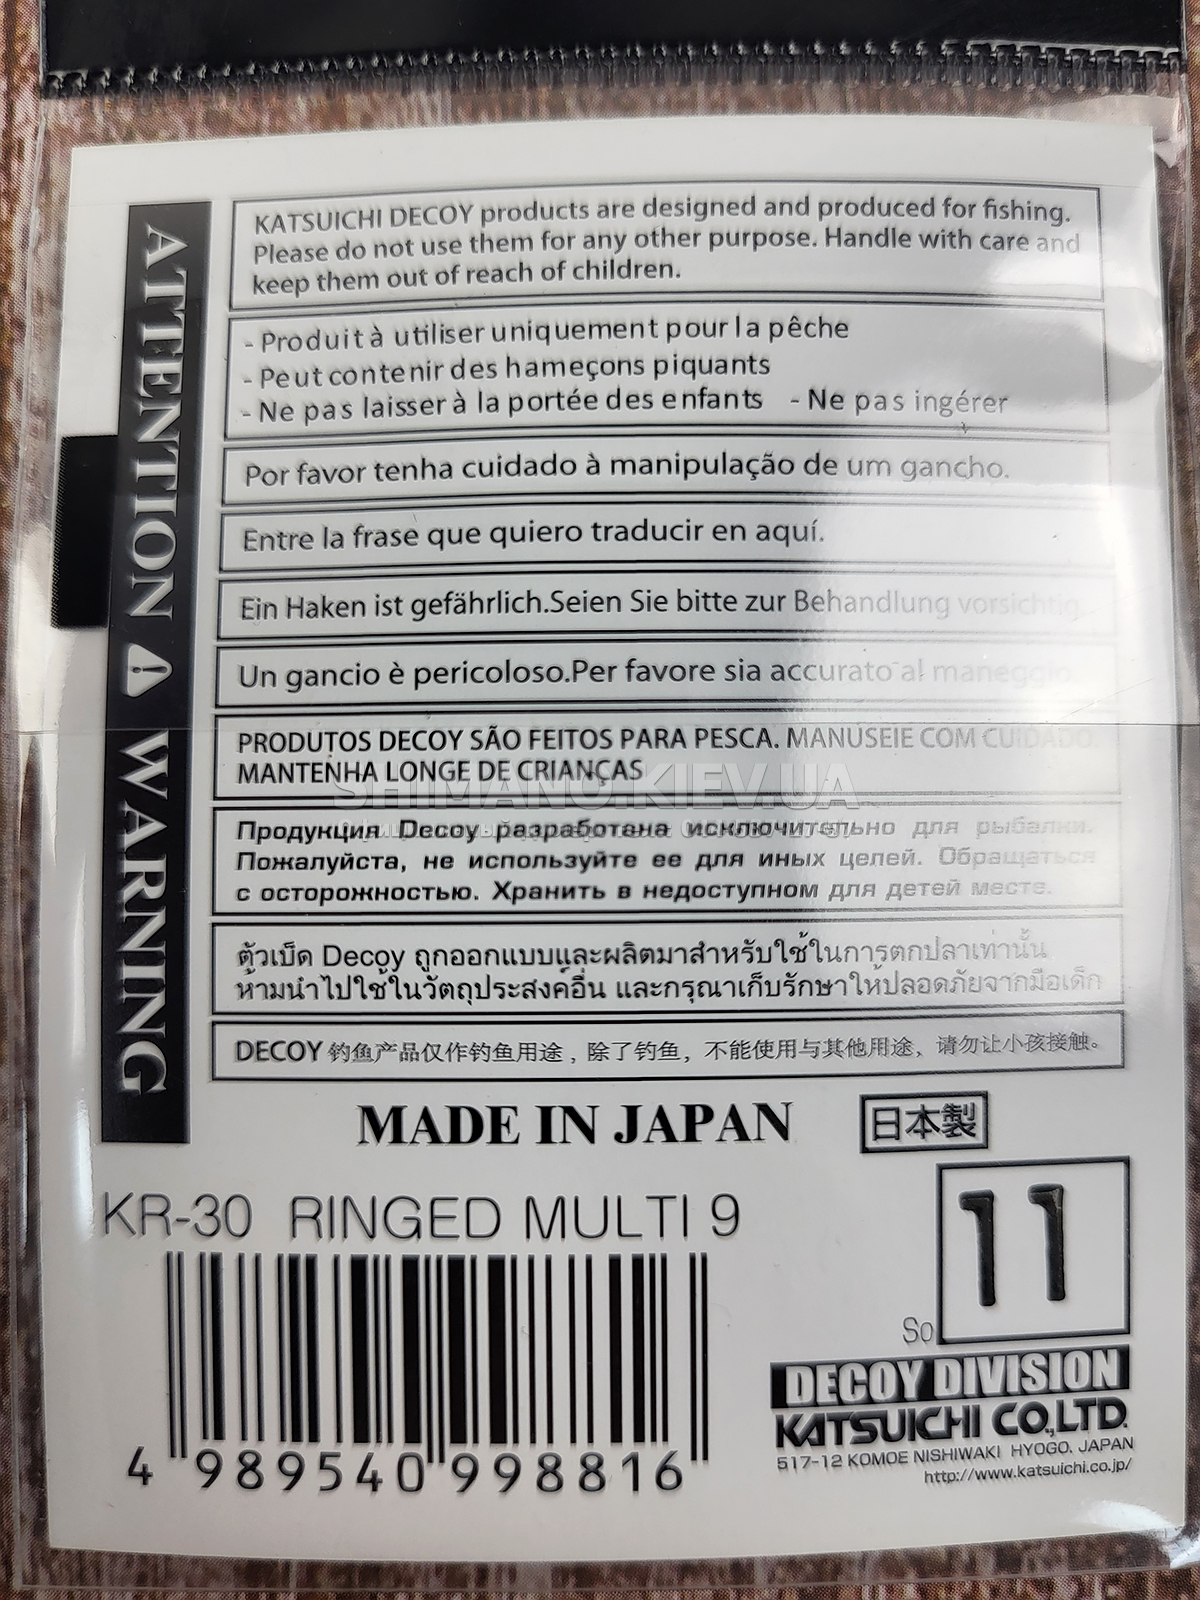 ATTENTION ! WARNING
KATSUICHI DECOY products are designed and produced for fishing.
Please do not use them for any other purpose. Handle with care and
keep them out of reach of children.
- Produit à utiliser uniquement pour la pêche
- Peut contenir des hameçons piquants
- Ne pas laisser à la portée des enfants - Ne pas ingérer
Por favor tenha cuidado à manipulação de um gancho.
Entre la frase que quiero traducir en aquí.
Ein Haken ist gefährlich.Seien Sie bitte zur Behandlung vorsichtig.
Un gancio è pericoloso.Per favore sia accurato al maneggio
PRODUTOS DECOY SÃO FEITOS PARA PESCA. MANUSEIE COM CUIDADO.
MANTENHA LONGE DE CRIANÇAS
SHIMANO.KIEV.UA
Продукция Decoy разработана исключительно для рыбалки.
Пожалуйста, не используйте ее для иных целей. Обращаться
с осторожностью. Хранить в недоступном для детей месте.
ตัวเบ็ด Decoy ถูกออกแบบและผลิตมาสำหรับใช้ในการตกปลาเท่านั้น
ห้ามนำไปใช้ในวัตถุประสงค์อื่น และกรุณาเก็บรักษาให้ปลอดภัยจากมือเด็ก
DECOY 钓鱼产品仅作钓鱼用途，除了钓鱼，不能使用与其他用途、请勿让小孩接触。
MADE IN JAPAN 日本製
KR-30 RINGED MULTI 9
11
So
4 989540 998816
DECOY DIVISION
KATSUICHI CO.,LTD.
517-12 KOMOE NISHIWAKI HYOGO. JAPAN
http://www.katsuichi.co.jp/